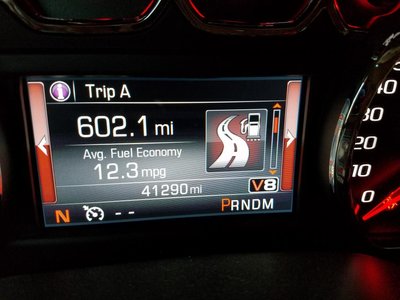 i Trip A
602.1 mi
Avg. Fuel Economy
12.3 mpg
41290 mi
V8
N -- PRNDM
40
30
20
10
0